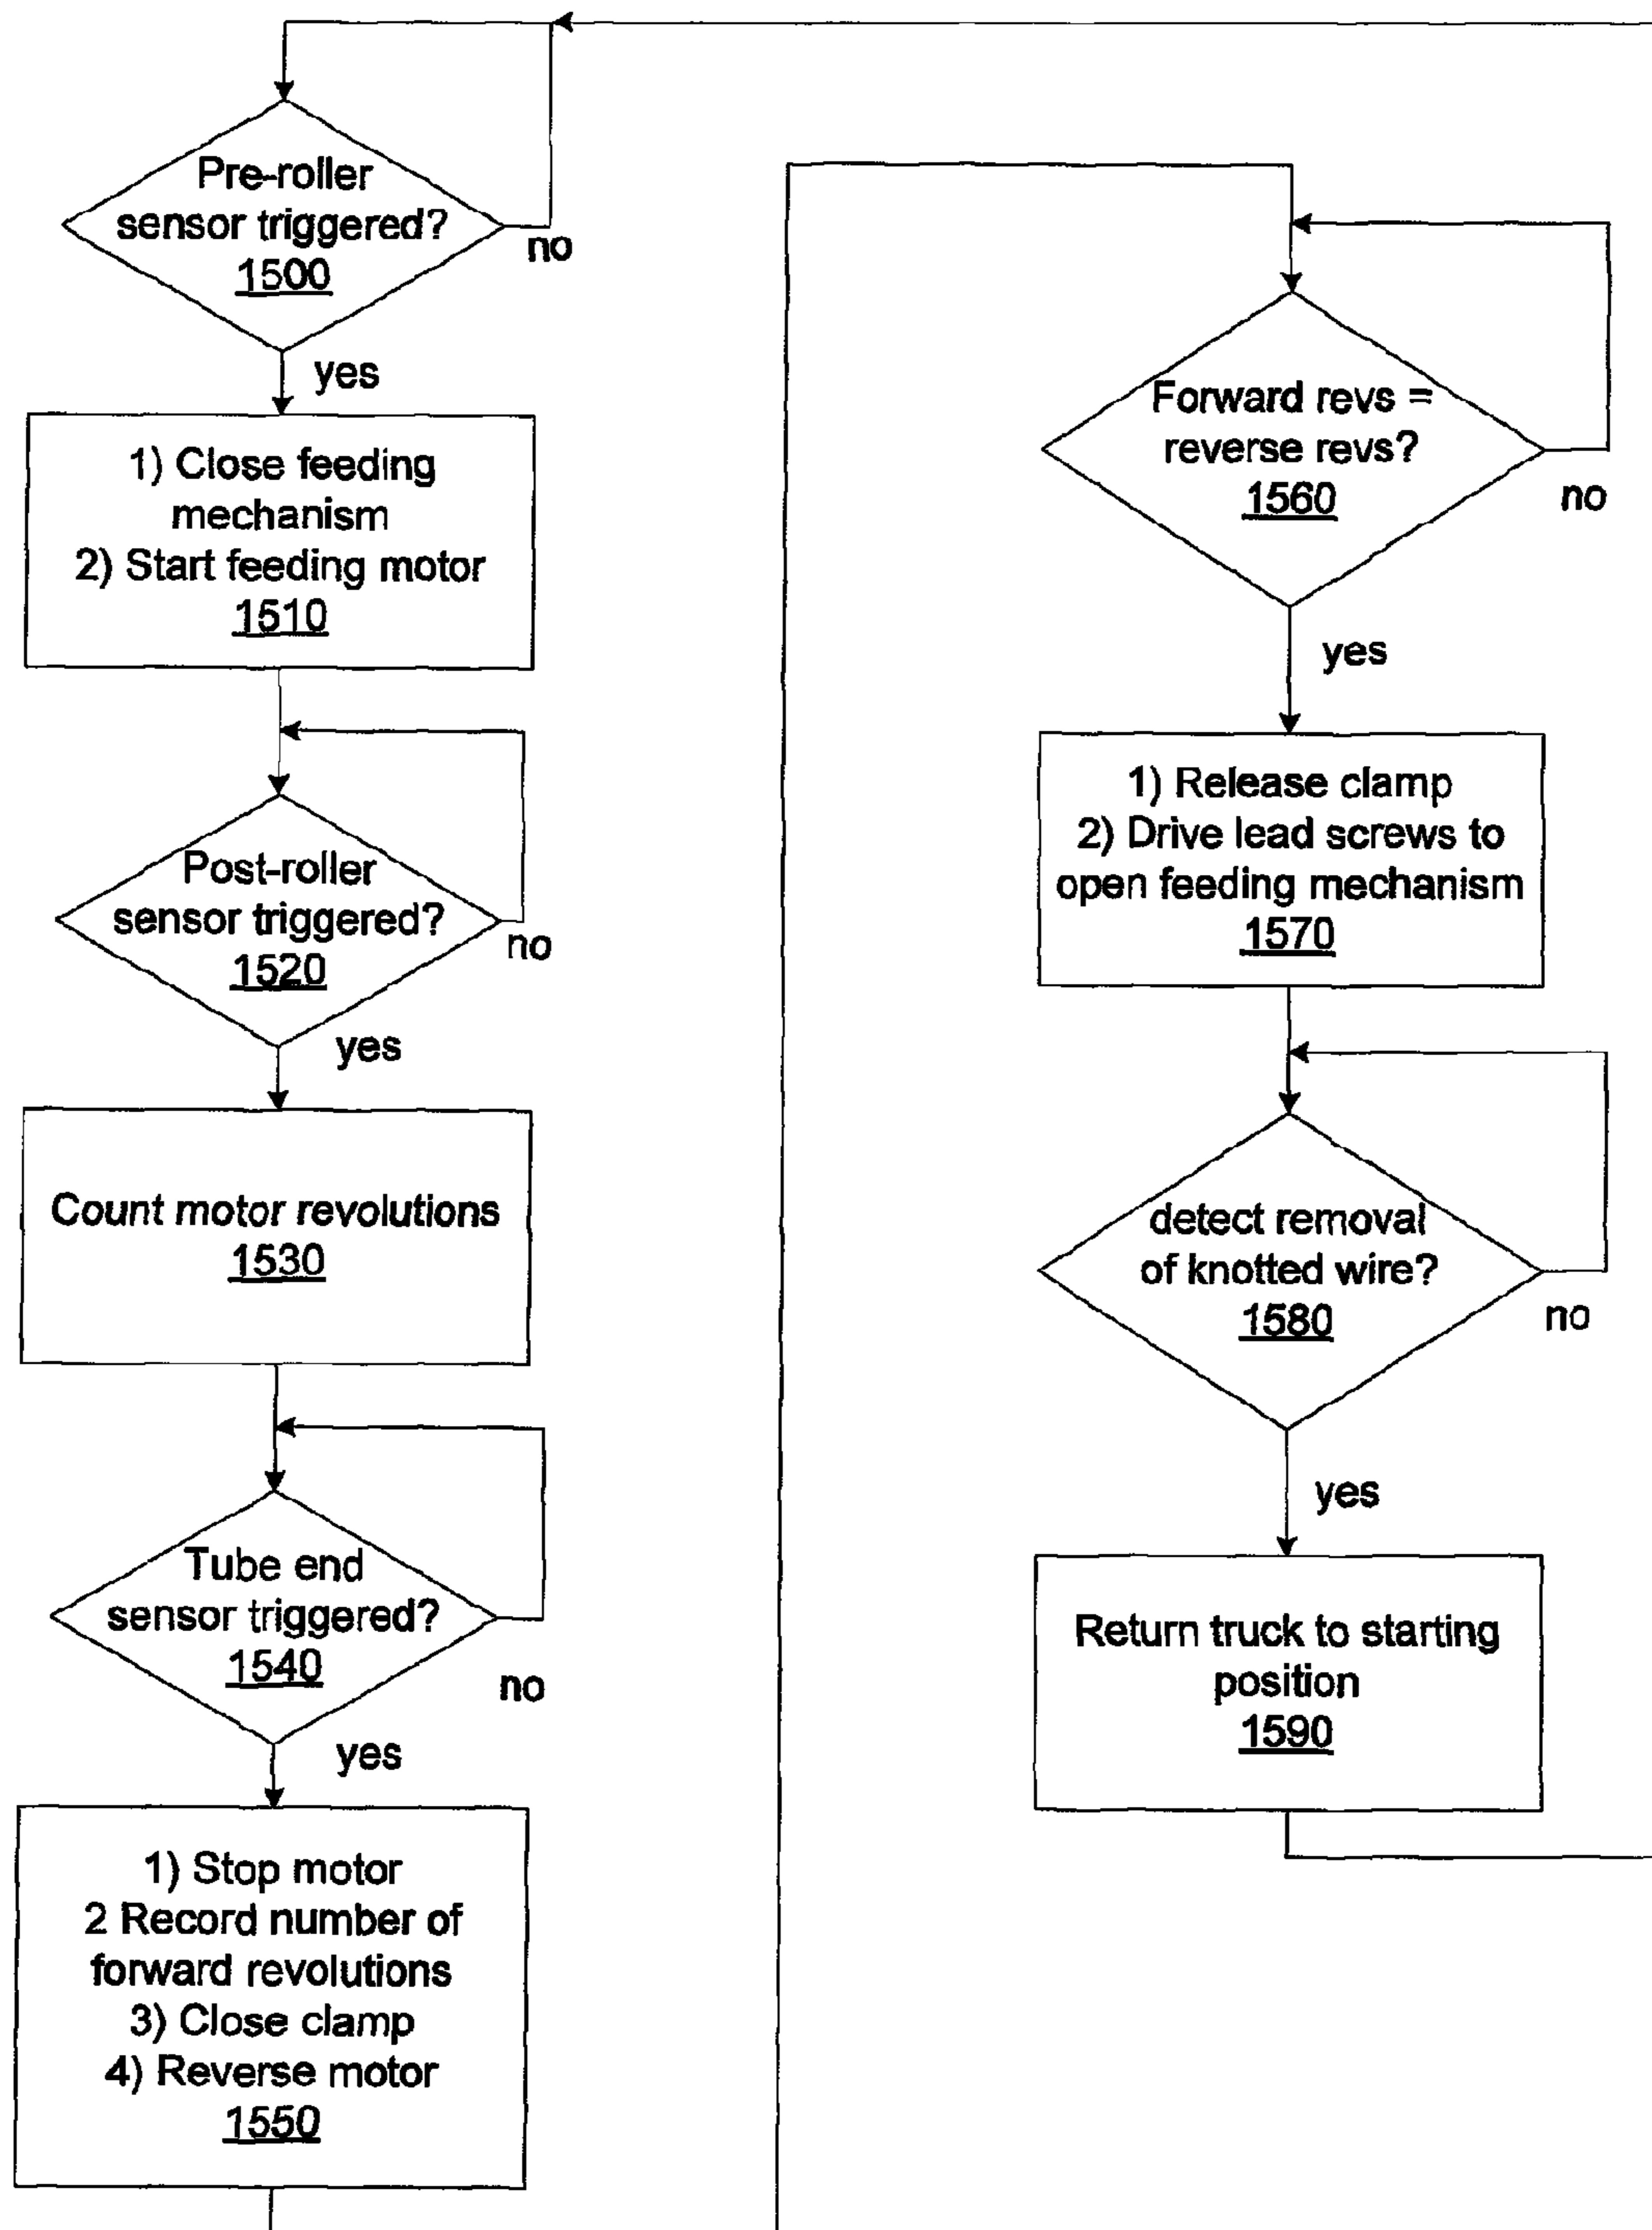 Pre-roller
sensor triggered?
1500
no
yes
1) Close feeding
mechanism
2) Start feeding motor
1510
Post-roller
sensor triggered?
1520
no
yes
Count motor revolutions
1530
Tube end
sensor triggered?
1540
no
yes
1) Stop motor
2 Record number of
forward revolutions
3) Close clamp
4) Reverse motor
1550
Forward revs =
reverse revs?
1560
no
yes
1) Release clamp
2) Drive lead screws to
open feeding mechanism
1570
detect removal
of knotted wire?
1580
no
yes
Return truck to starting
position
1590